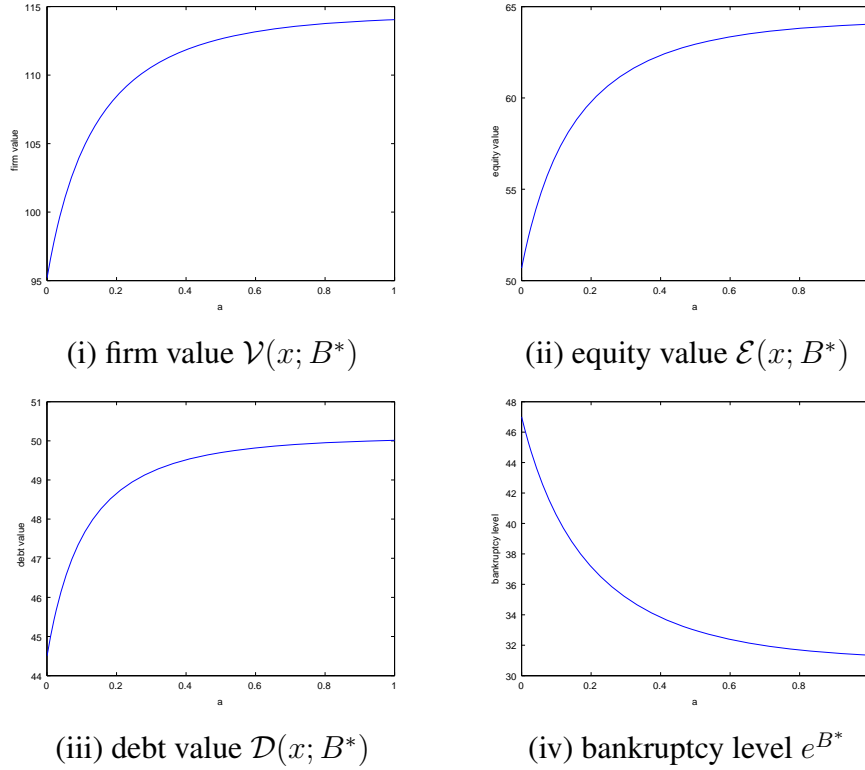 115
110
105
100
95
firm value
0 0.2 0.4 0.6 0.8 1
a
(i) firm value 𝒱(x; B*)
65
60
55
50
equity value
0 0.2 0.4 0.6 0.8
a
(ii) equity value ℰ(x; B*)
51
50
49
48
47
46
45
44
debt value
0 0.2 0.4 0.6 0.8 1
a
(iii) debt value 𝒟(x; B*)
48
46
44
42
40
38
36
34
32
30
bankruptcy level
0 0.2 0.4 0.6 0.8
a
(iv) bankruptcy level e^{B*}